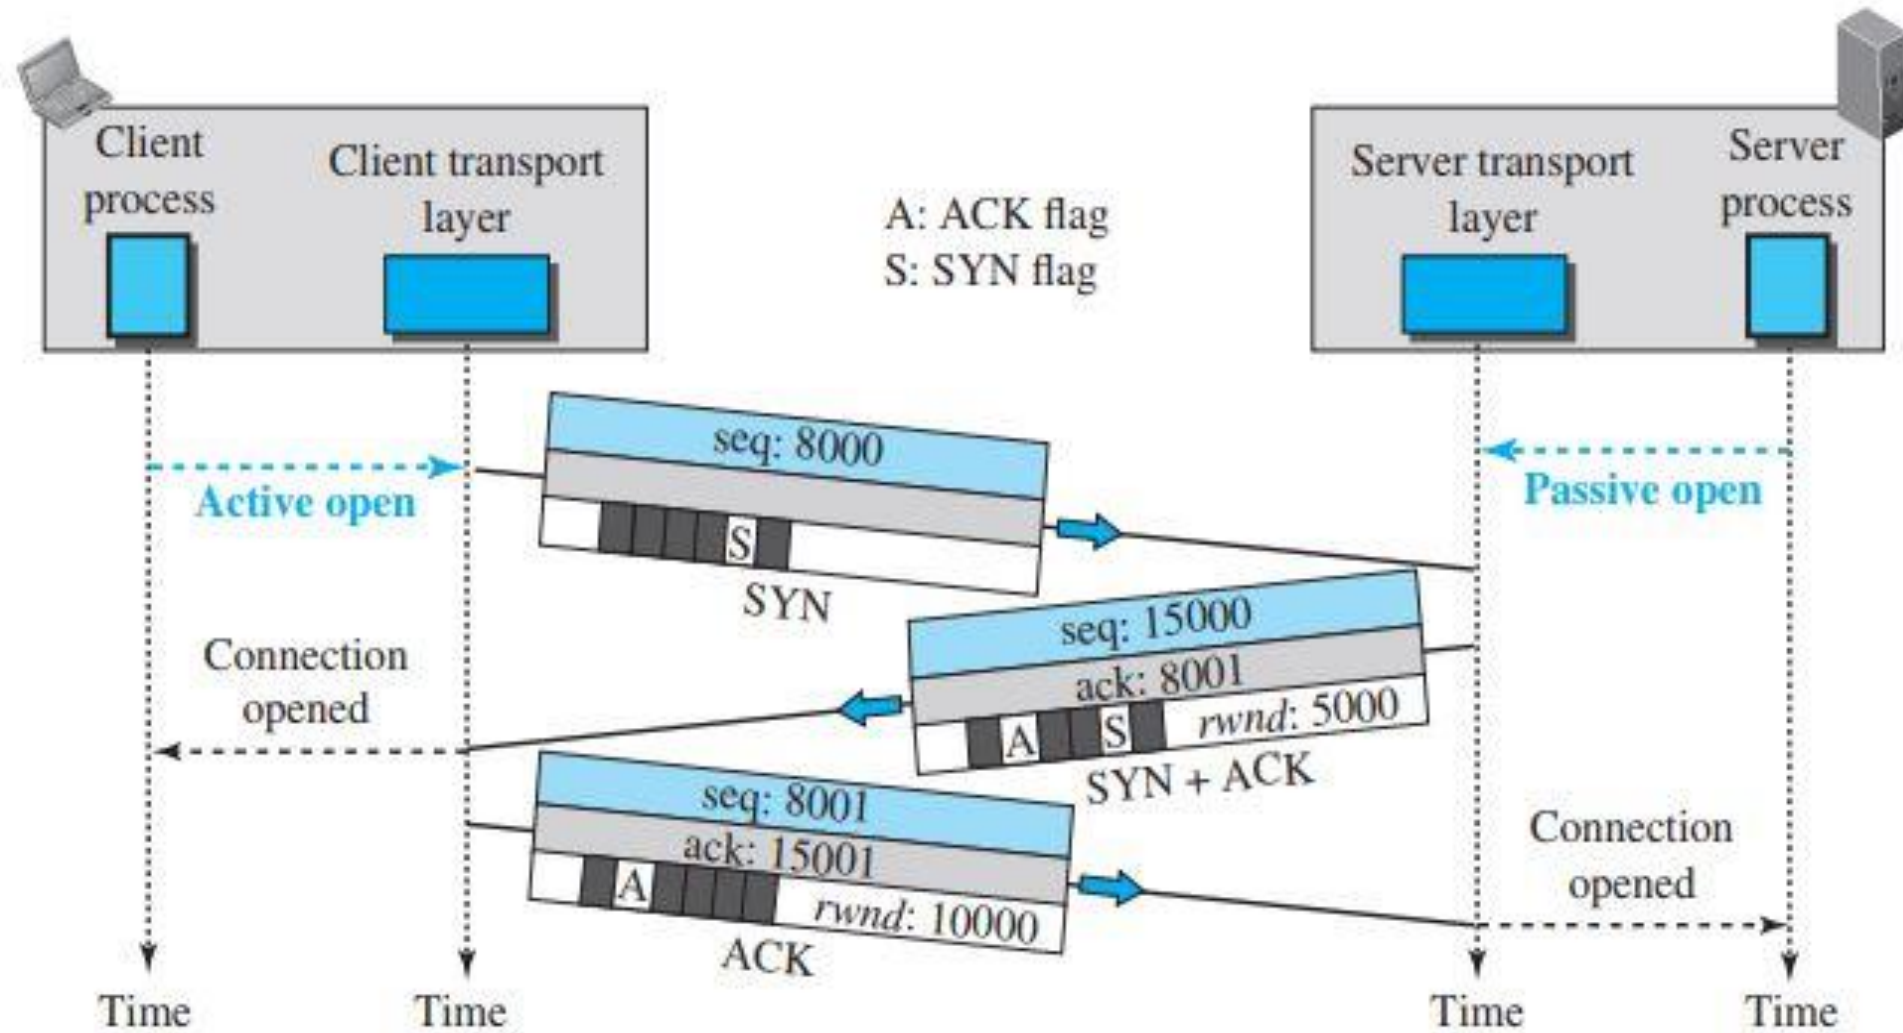 Client
process
Client transport
layer
A: ACK flag
S: SYN flag
Server transport
layer
Server
process
Active open
seq: 8000
S
SYN
Passive open
seq: 15000
ack: 8001
A S rwnd: 5000
SYN + ACK
Connection
opened
seq: 8001
ack: 15001
A rwnd: 10000
ACK
Connection
opened
Time
Time
Time
Time